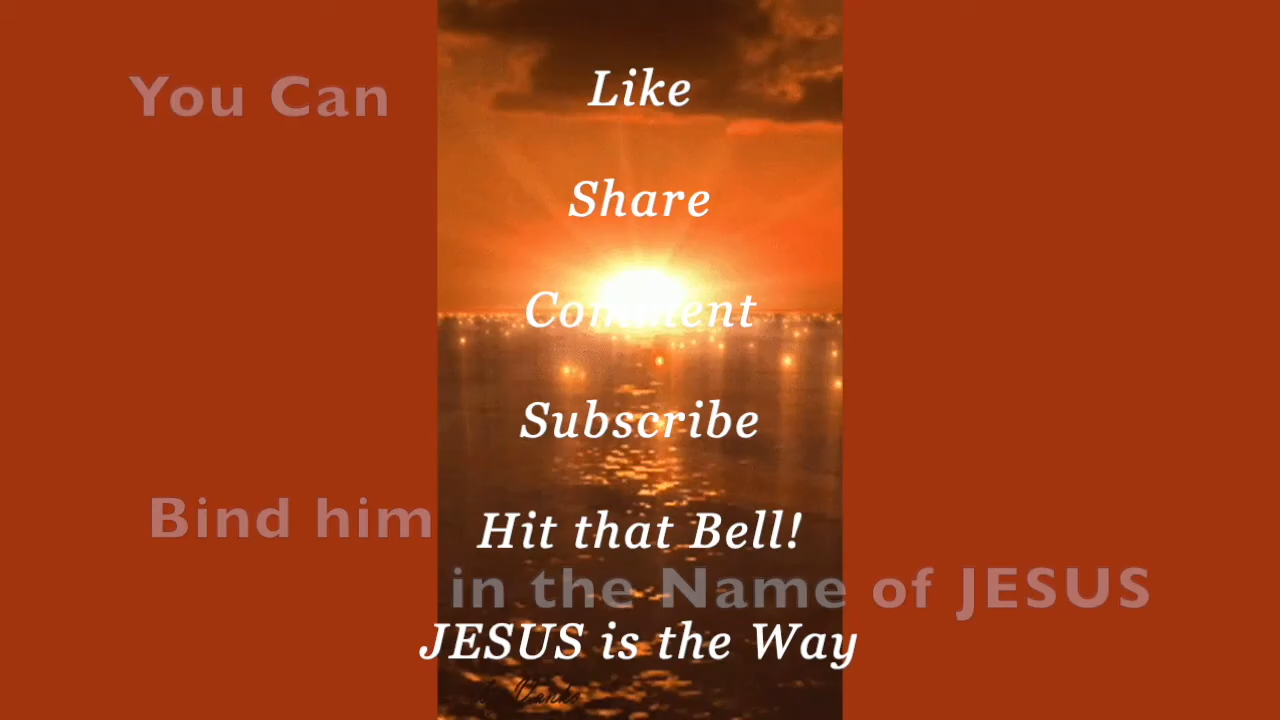 Like
You Can
Share
Comment
Subscribe
Bind him
Hit that Bell!
in the Name of JESUS
JESUS is the Way